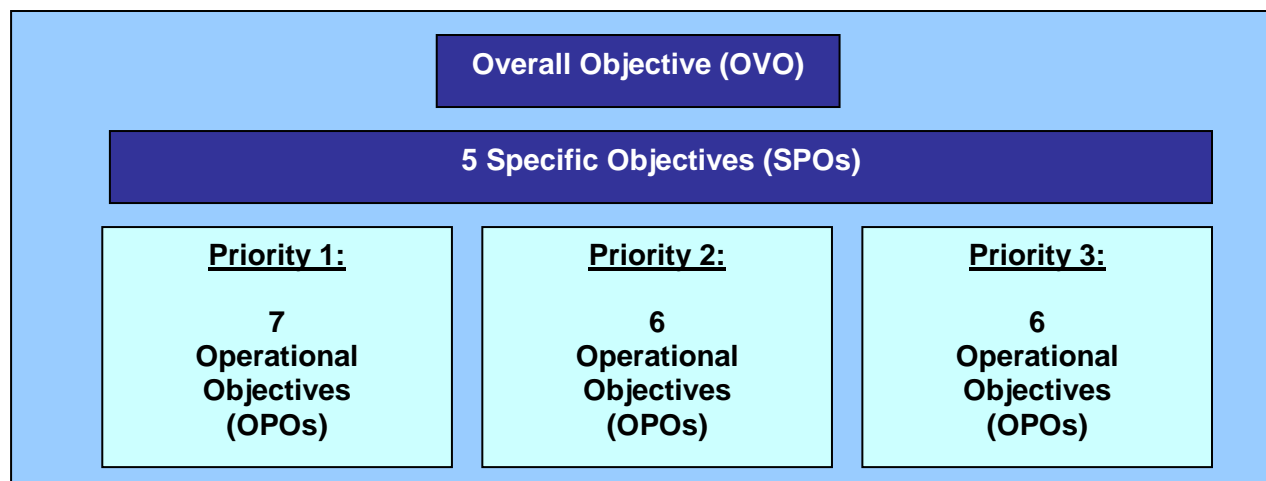 Overall Objective (OVO)
5 Specific Objectives (SPOs)
Priority 1:
7
Operational
Objectives
(OPOs)
Priority 2:
6
Operational
Objectives
(OPOs)
Priority 3:
6
Operational
Objectives
(OPOs)